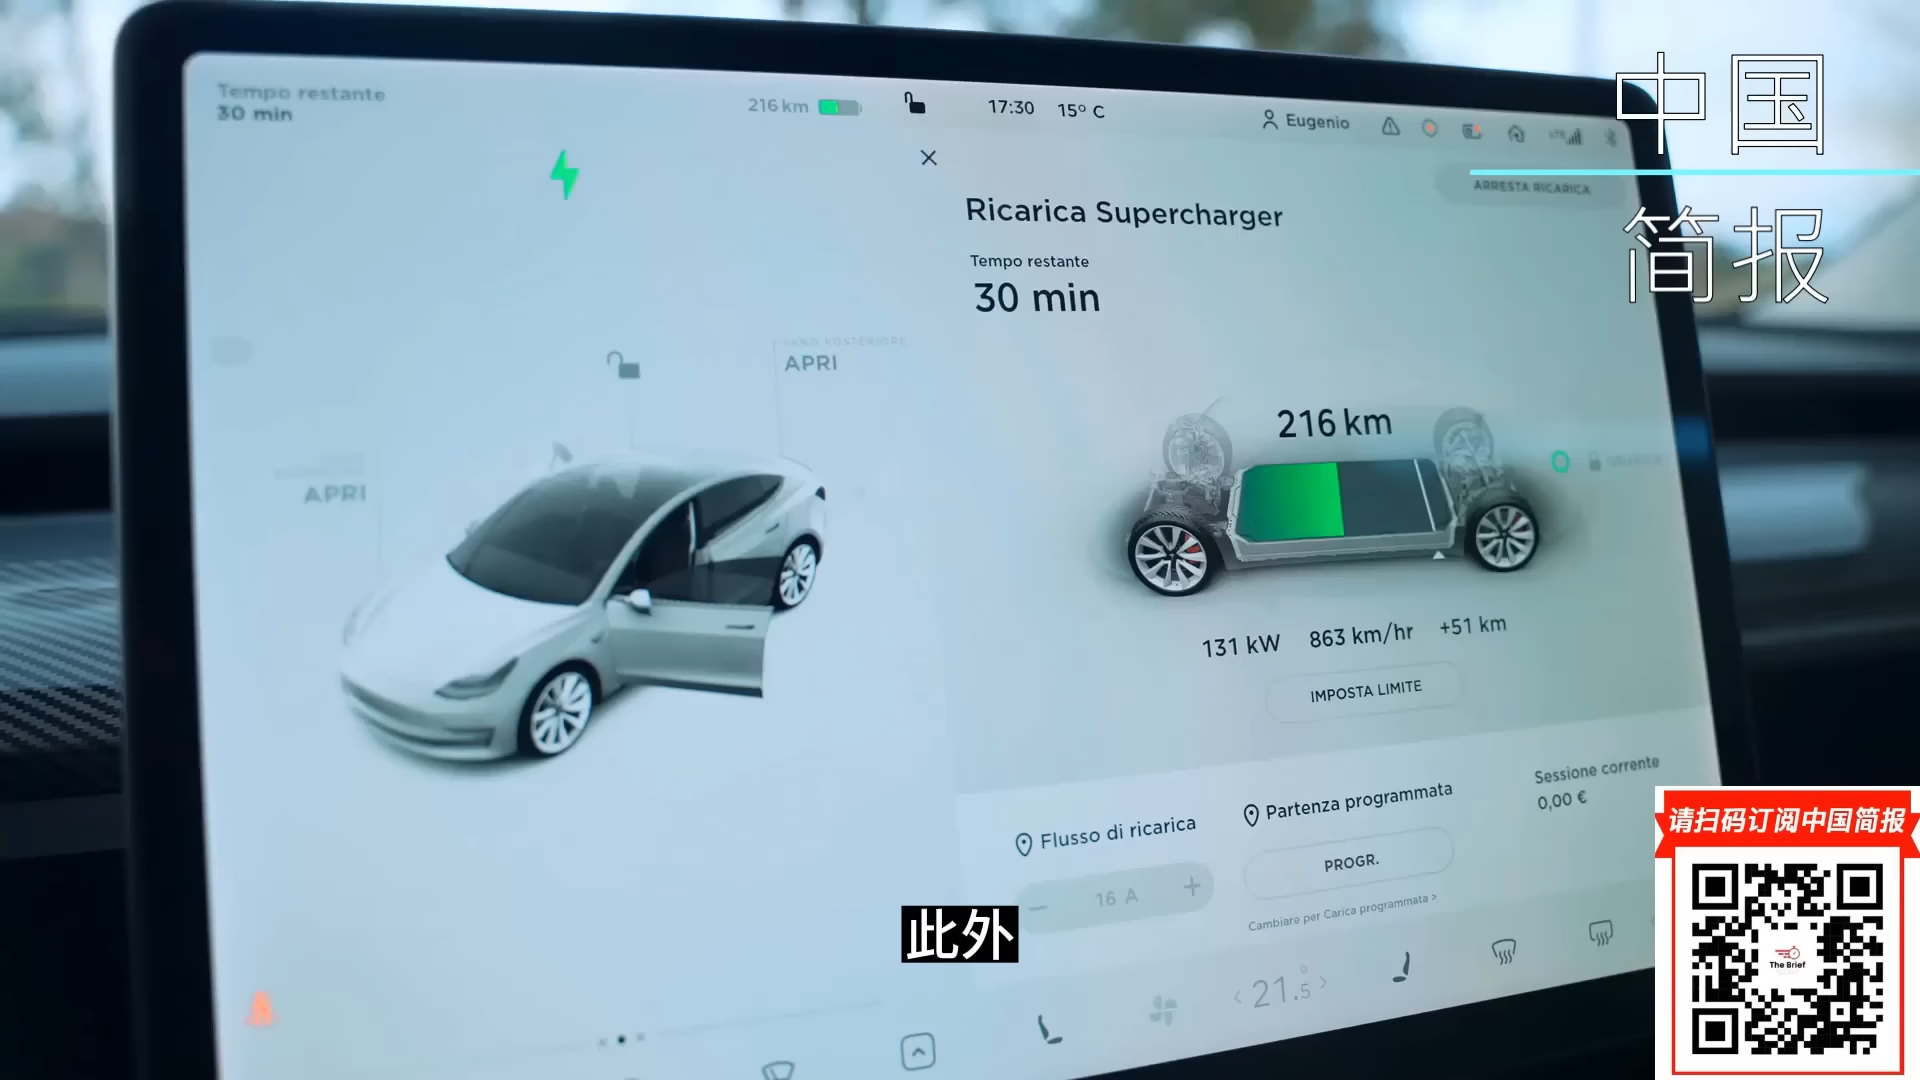 Tempo restante
30 min
216 km
17:30
15° C
Eugenio
LTE
ARRESTA RICARICA
中国
简报
Ricarica Supercharger
Tempo restante
30 min
APRI
APRI
216 km
131 kW
863 km/hr
+51 km
IMPOSTA LIMITE
Sessione corrente
0,00 €
Flusso di ricarica
Partenza programmata
− 16 A +
PROGR.
Cambiare per Carica programmata >
此外
< 21.5 >
请扫码订阅中国简报
The Brief